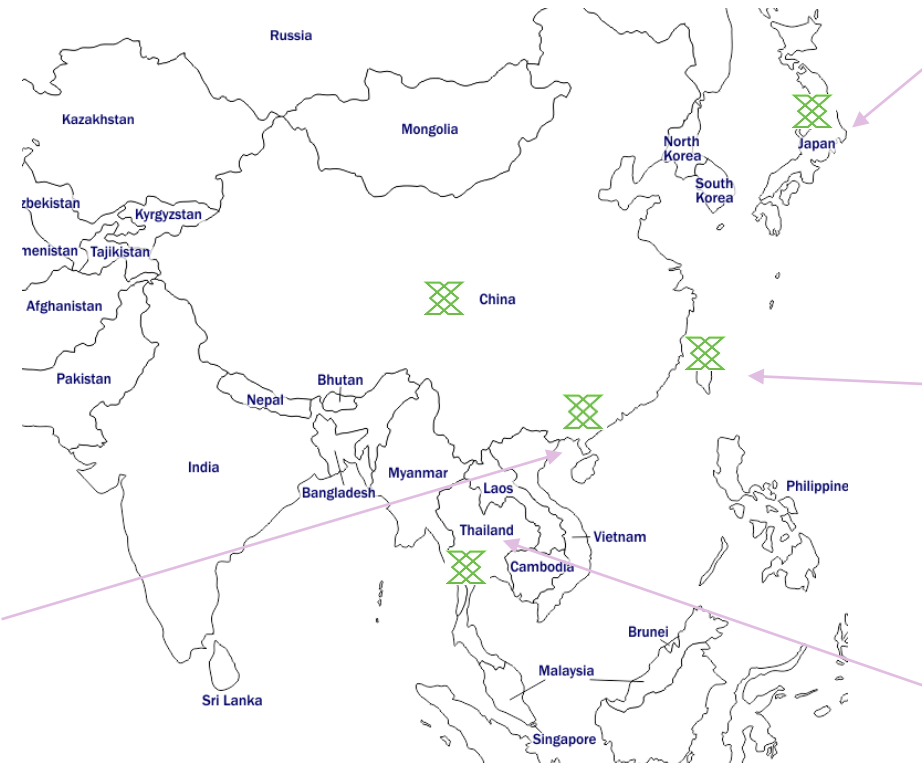 Russia
Kazakhstan
Mongolia
North
Korea
Japan
South
Korea
zbekistan
Kyrgyzstan
menistan
Tajikistan
Afghanistan
China
Pakistan
Bhutan
Nepal
India
Myanmar
Bangladesh
Laos
Philippine
Thailand
Vietnam
Cambodia
Brunei
Malaysia
Sri Lanka
Singapore